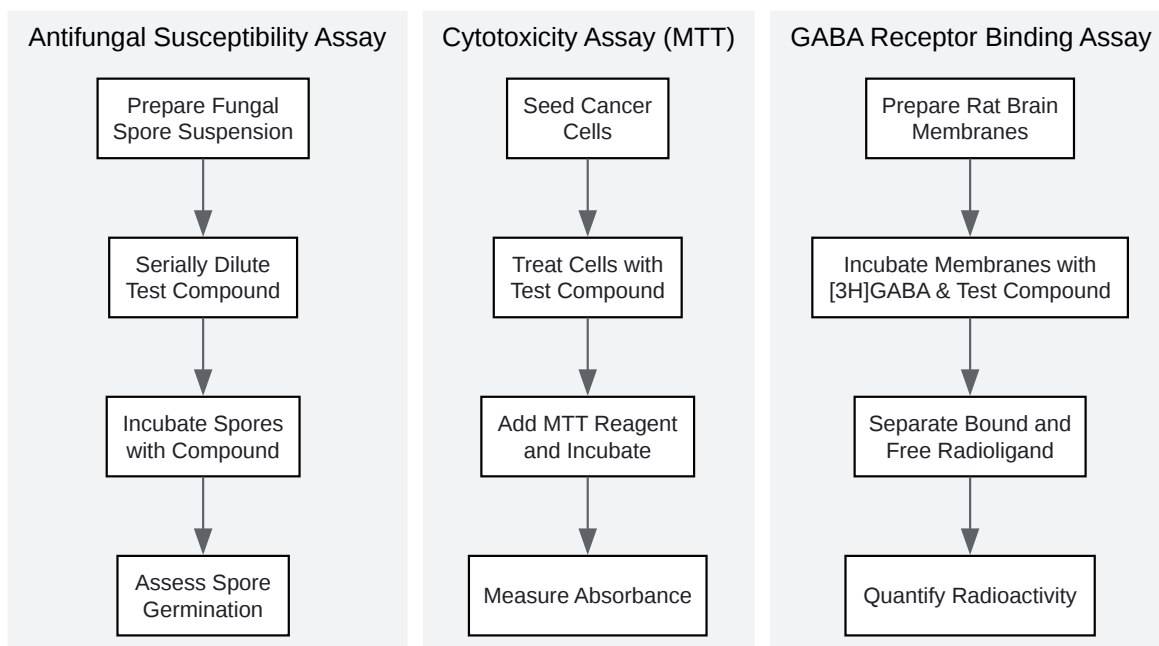 Antifungal Susceptibility Assay
Prepare Fungal
Spore Suspension
Serially Dilute
Test Compound
Incubate Spores
with Compound
Assess Spore
Germination
Cytotoxicity Assay (MTT)
Seed Cancer
Cells
Treat Cells with
Test Compound
Add MTT Reagent
and Incubate
Measure Absorbance
GABA Receptor Binding Assay
Prepare Rat Brain
Membranes
Incubate Membranes with
[3H]GABA & Test Compound
Separate Bound and
Free Radioligand
Quantify Radioactivity